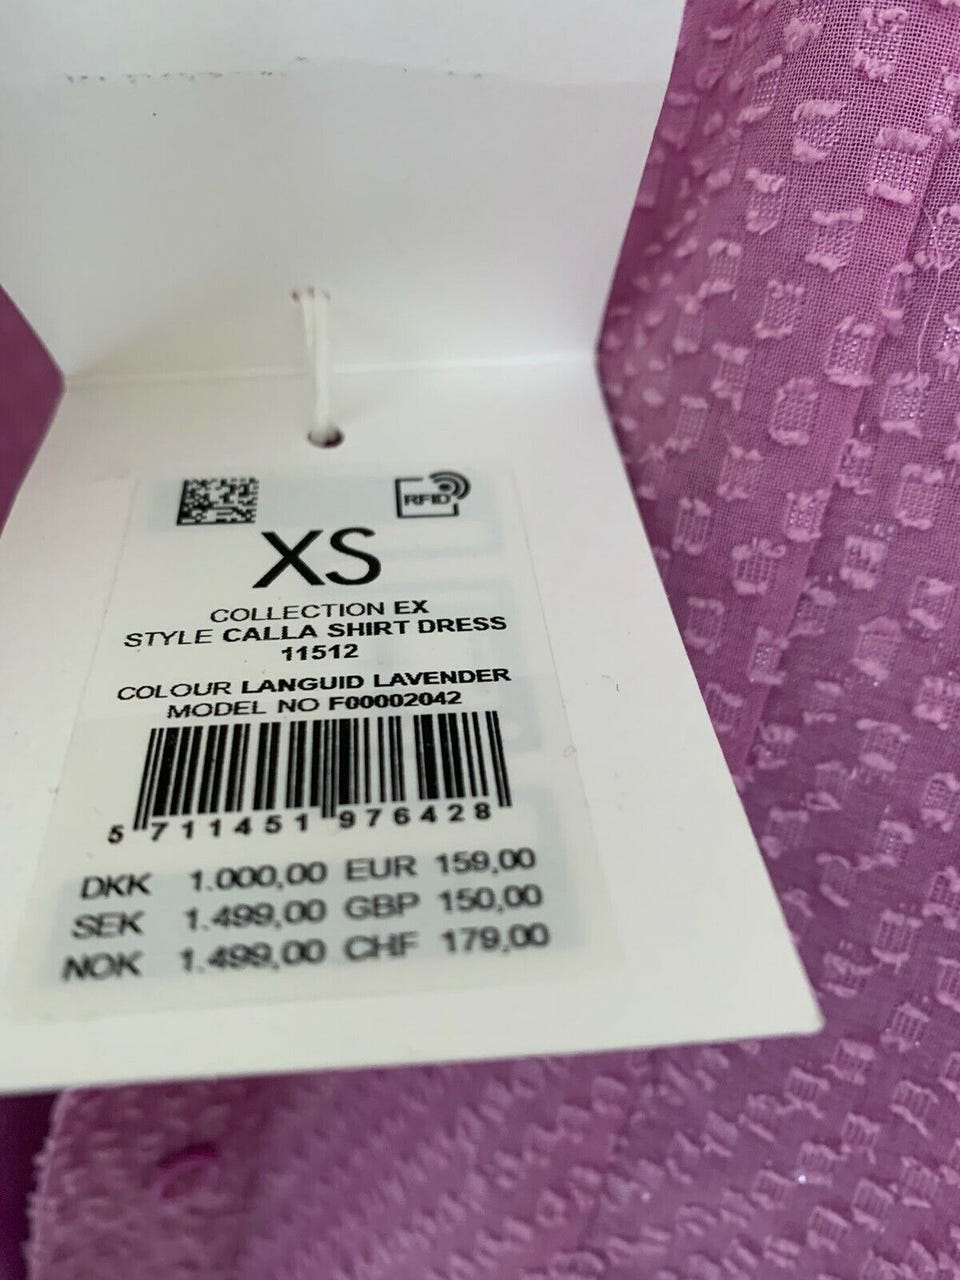 RFID
XS
COLLECTION EX
STYLE CALLA SHIRT DRESS
11512
COLOUR LANGUID LAVENDER
MODEL NO F00002042
5 711451 976428
DKK 1.000,00 EUR 159,00
SEK 1.499,00 GBP 150,00
NOK 1.499,00 CHF 179,00